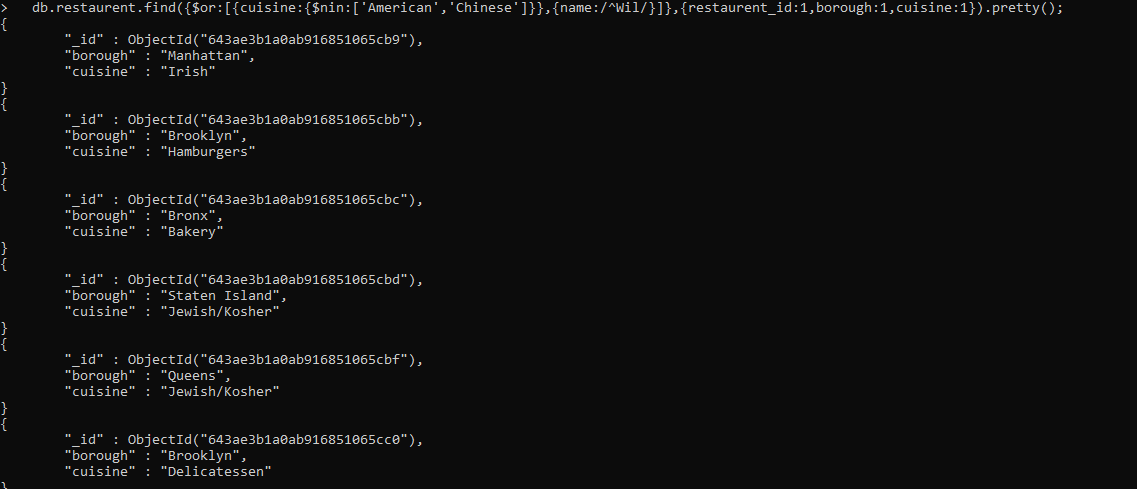 > db.restaurent.find({$or:[{cuisine:{$nin:['American','Chinese']}},{name:/^Wil/}]},{restaurent_id:1,borough:1,cuisine:1}).pretty();
{
"_id" : ObjectId("643ae3b1a0ab916851065cb9"),
"borough" : "Manhattan",
"cuisine" : "Irish"
}
{
"_id" : ObjectId("643ae3b1a0ab916851065cbb"),
"borough" : "Brooklyn",
"cuisine" : "Hamburgers"
}
{
"_id" : ObjectId("643ae3b1a0ab916851065cbc"),
"borough" : "Bronx",
"cuisine" : "Bakery"
}
{
"_id" : ObjectId("643ae3b1a0ab916851065cbd"),
"borough" : "Staten Island",
"cuisine" : "Jewish/Kosher"
}
{
"_id" : ObjectId("643ae3b1a0ab916851065cbf"),
"borough" : "Queens",
"cuisine" : "Jewish/Kosher"
}
{
"_id" : ObjectId("643ae3b1a0ab916851065cc0"),
"borough" : "Brooklyn",
"cuisine" : "Delicatessen"
}